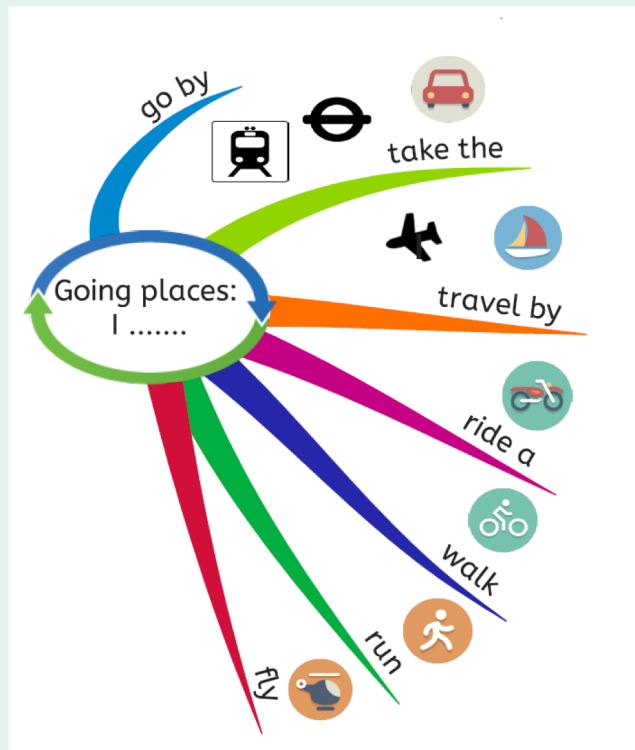 go by
take the
Going places:
I .......
travel by
ride a
walk
run
fly